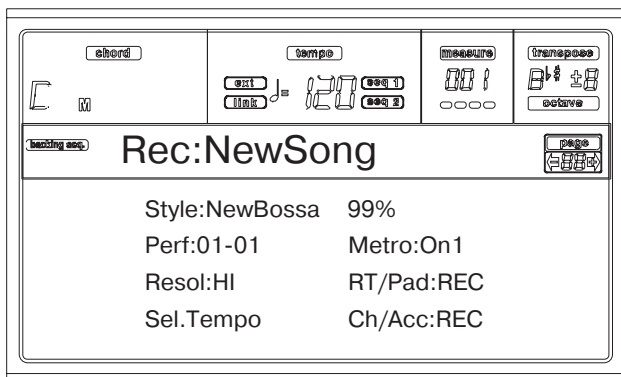 chord tempo measure transpose
C M ext link ♩= 120 seq 1 seq 2 001 B♭♯ ±8 octave
backing seq. Rec:NewSong page
88
Style:NewBossa 99%
Perf:01-01 Metro:On1
Resol:HI RT/Pad:REC
Sel.Tempo Ch/Acc:REC